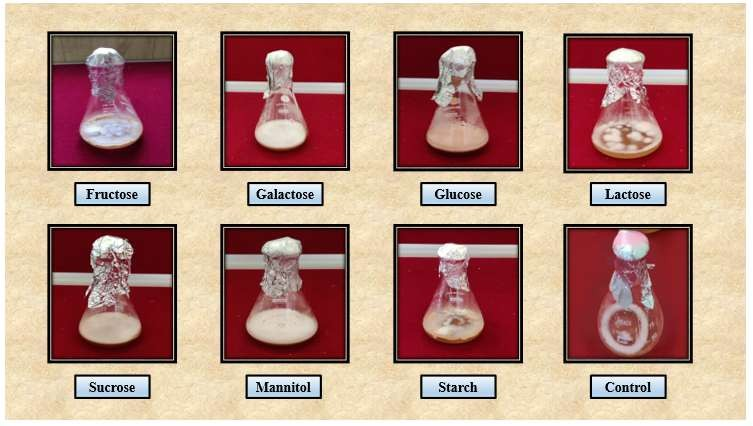 Fructose
Galactose
Glucose
Lactose
Sucrose
Mannitol
Starch
Control